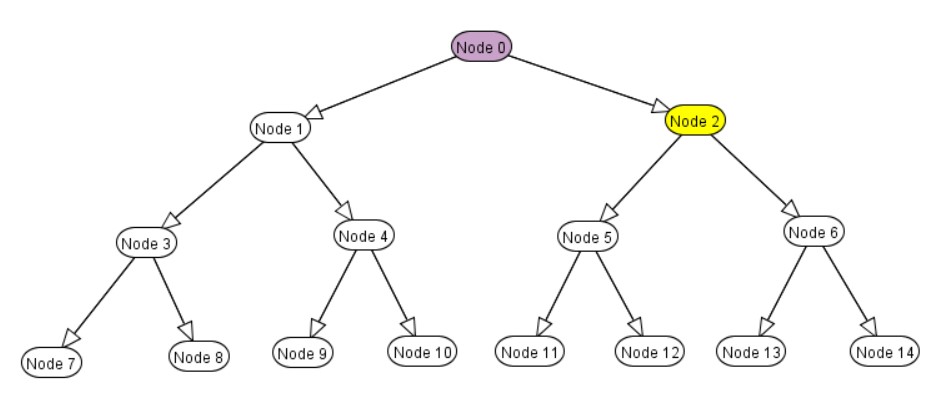 Node 0
Node 1
Node 2
Node 3
Node 4
Node 5
Node 6
Node 7
Node 8
Node 9
Node 10
Node 11
Node 12
Node 13
Node 14